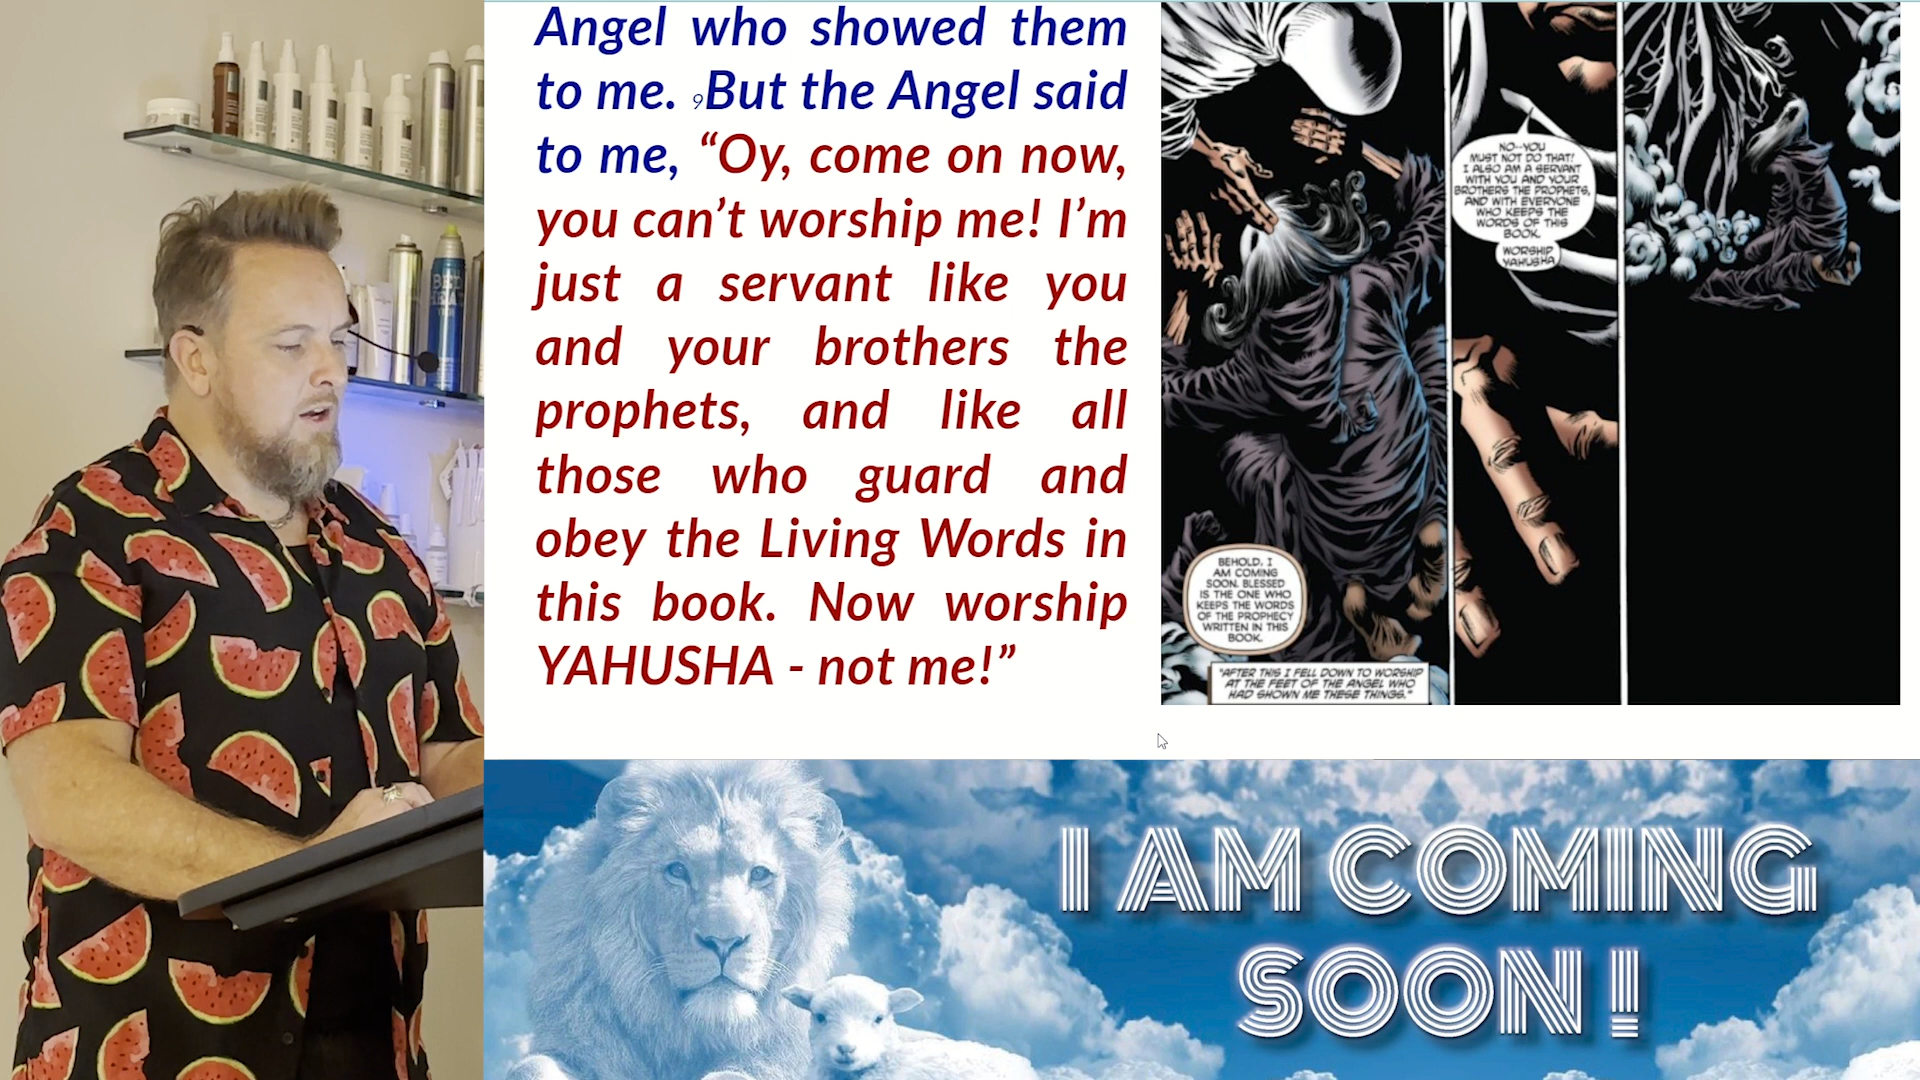 Angel who showed them
to me. 9But the Angel said
to me, “Oy, come on now,
you can’t worship me! I’m
just a servant like you
and your brothers the
prophets, and like all
those who guard and
obey the Living Words in
this book. Now worship
YAHUSHA - not me!”
BEHOLD, I
AM COMING
SOON. BLESSED
IS THE ONE WHO
KEEPS THE WORDS
OF THE PROPHECY
WRITTEN IN THIS
BOOK.
"AFTER THIS I FELL DOWN TO WORSHIP
AT THE FEET OF THE ANGEL WHO
HAD SHOWN ME THESE THINGS."
NO--YOU
MUST NOT DO THAT!
I ALSO AM A SERVANT
WITH YOU AND YOUR
BROTHERS THE PROPHETS,
AND WITH EVERYONE
WHO KEEPS THE
WORDS OF THIS
BOOK.
WORSHIP
YAHUSHA
I AM COMING
SOON !